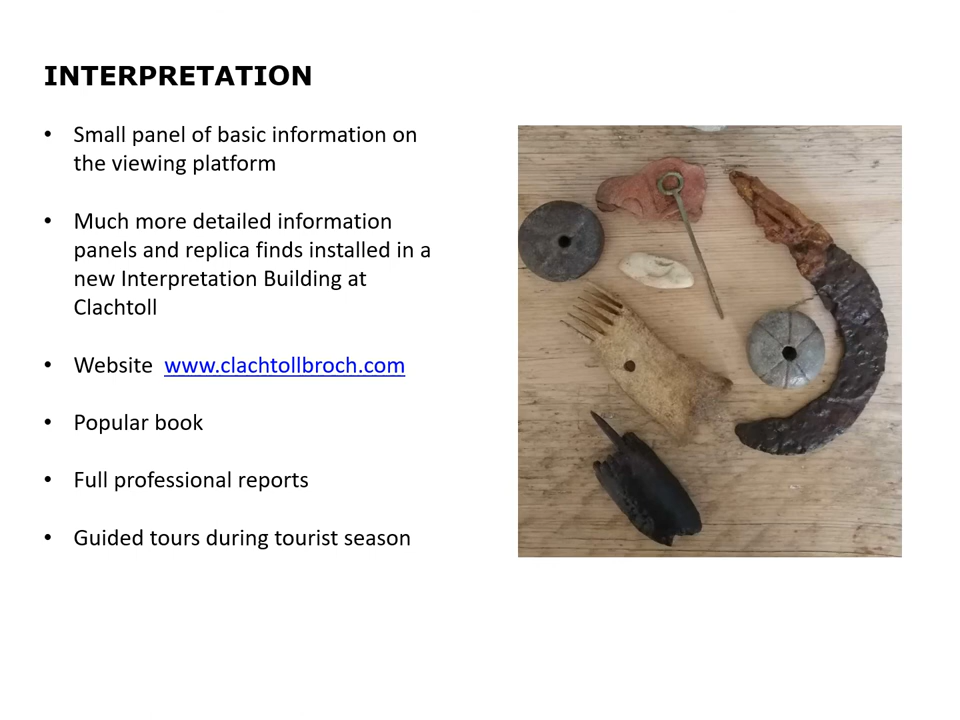 INTERPRETATION
• Small panel of basic information on
the viewing platform
• Much more detailed information
panels and replica finds installed in a
new Interpretation Building at
Clachtoll
• Website www.clachtollbroch.com
• Popular book
• Full professional reports
• Guided tours during tourist season